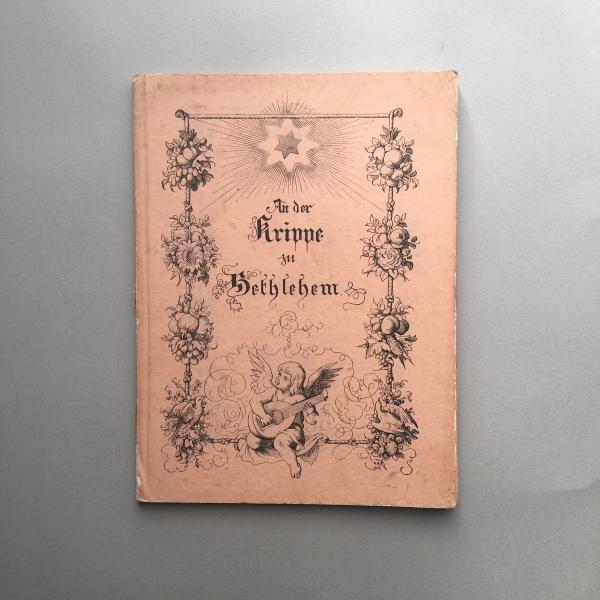 An der
Krippe
zu
Bethlehem